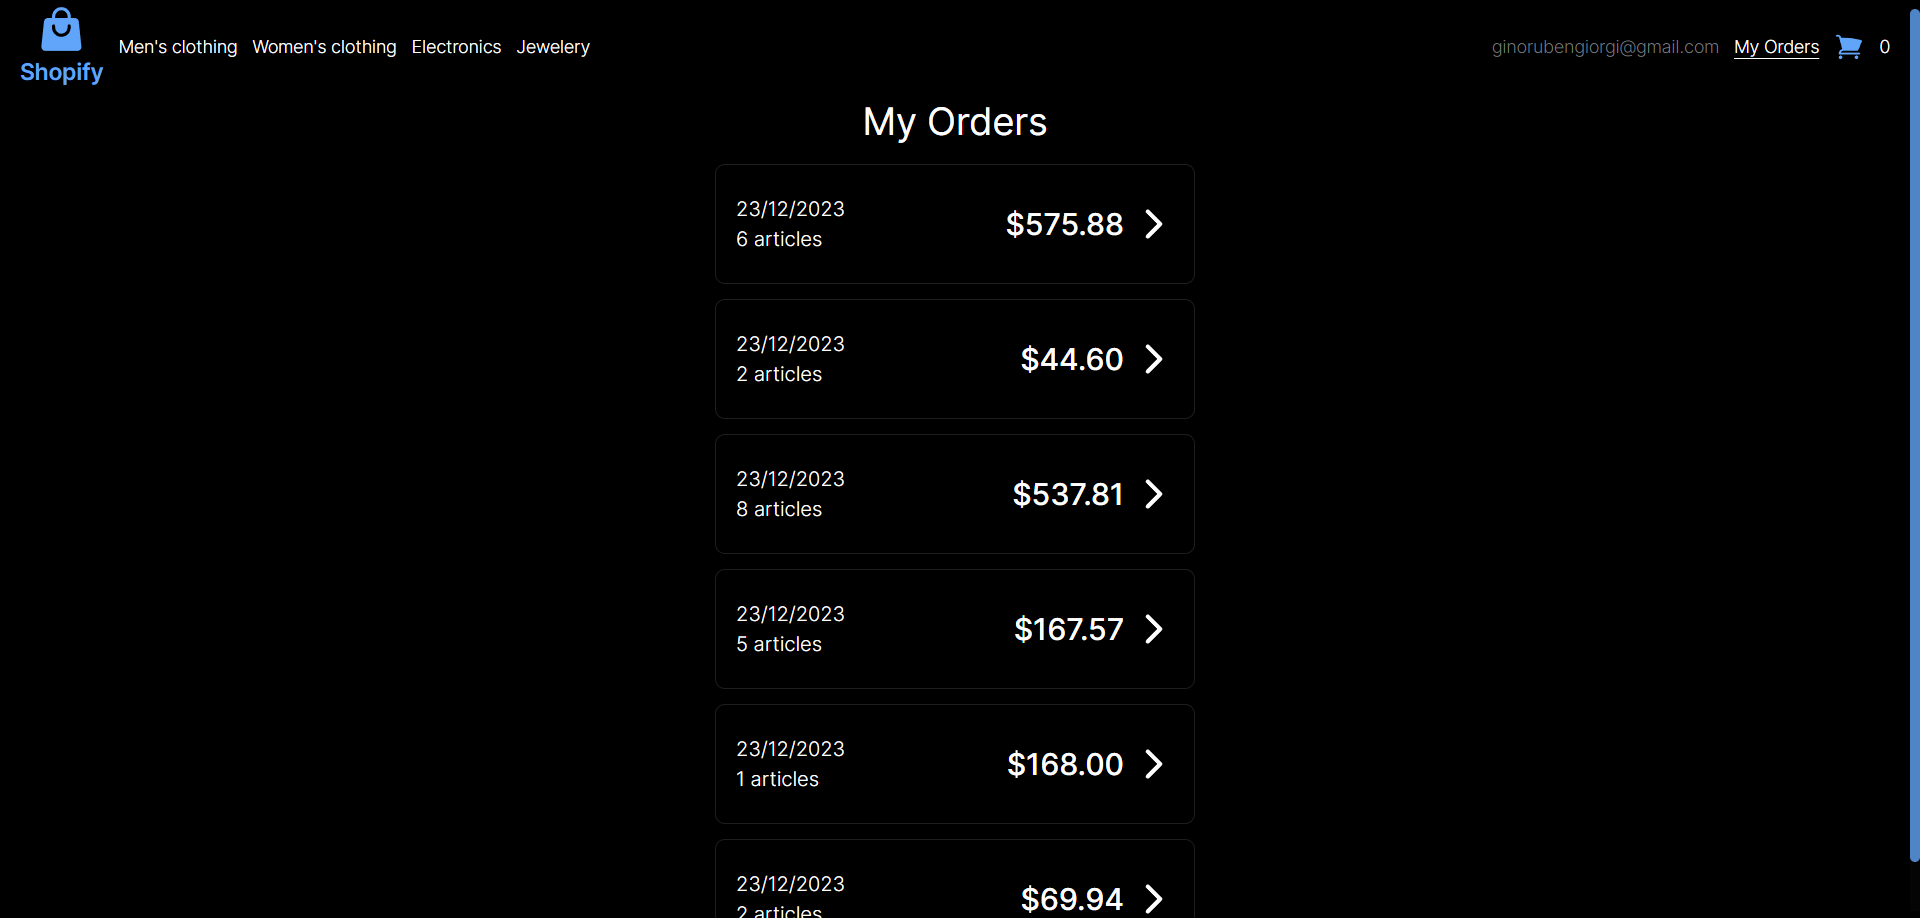 Shopify
Men's clothing Women's clothing Electronics Jewelery
ginorubengiorgi@gmail.com My Orders 0
My Orders
23/12/2023
6 articles
$575.88
23/12/2023
2 articles
$44.60
23/12/2023
8 articles
$537.81
23/12/2023
5 articles
$167.57
23/12/2023
1 articles
$168.00
23/12/2023
2 articles
$69.94